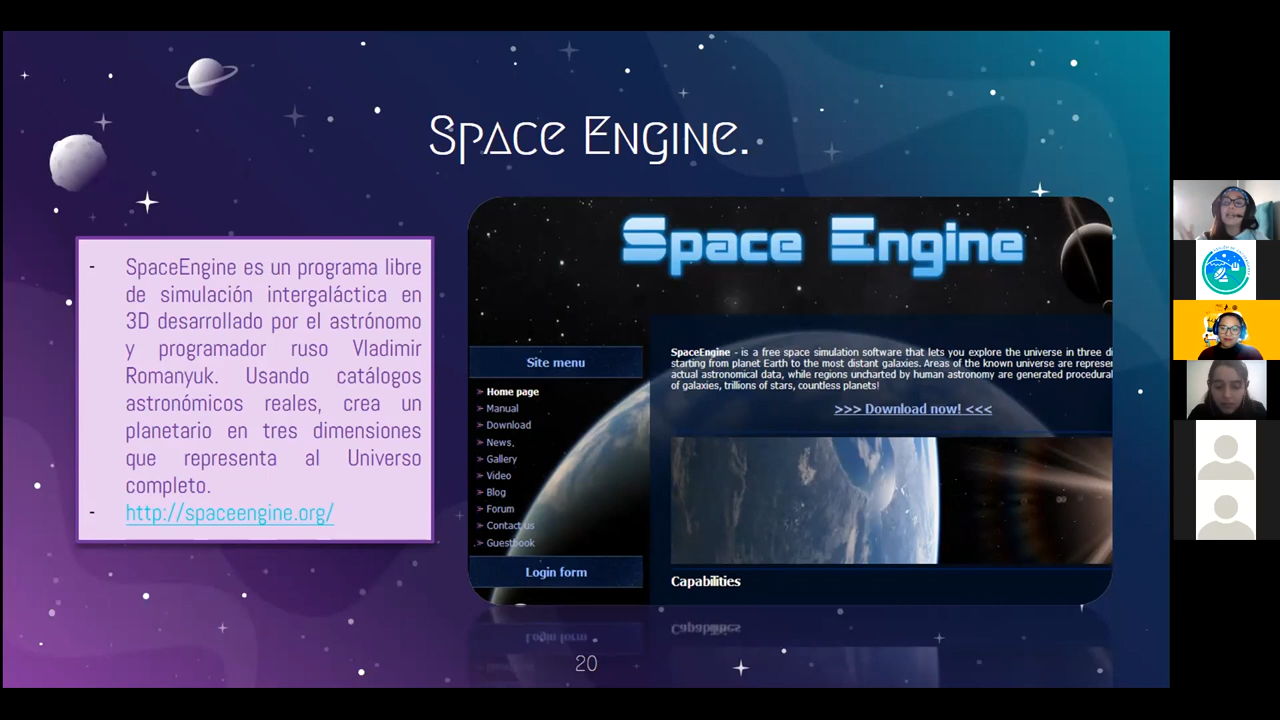 Space Engine.
- SpaceEngine es un programa libre
de simulación intergaláctica en
3D desarrollado por el astrónomo
y programador ruso Vladimir
Romanyuk. Usando catálogos
astronómicos reales, crea un
planetario en tres dimensiones
que representa al Universo
completo.
- http://spaceengine.org/
Space Engine
Site menu
Home page
Manual
Download
News,
Gallery
Video
Blog
Forum
Contact us
Guestbook
Login form
SpaceEngine - is a free space simulation software that lets you explore the universe in three di
starting from planet Earth to the most distant galaxies. Areas of the known universe are represen
actual astronomical data, while regions uncharted by human astronomy are generated procedural
of galaxies, trillions of stars, countless planets!
>>> Download now! <<<
Capabilities
20